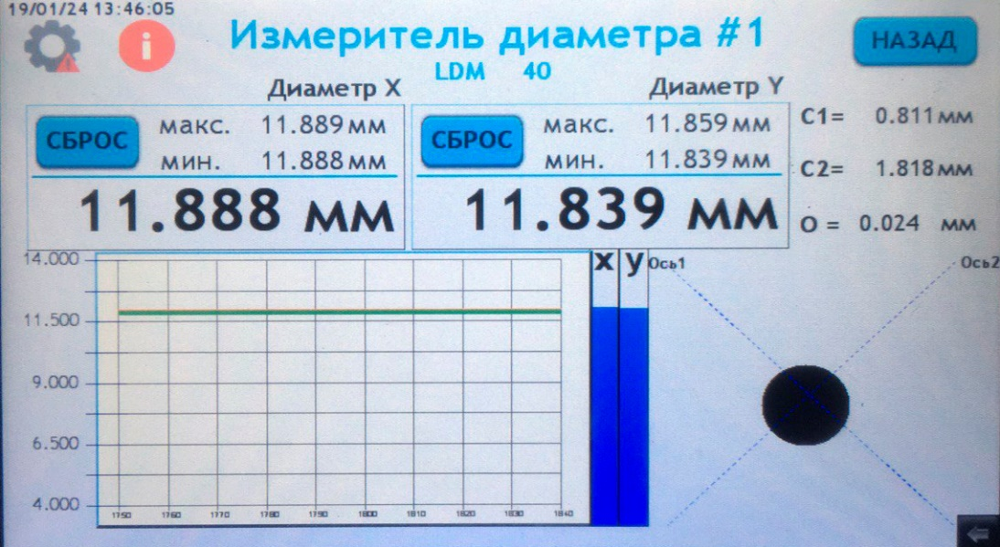 19/01/24 13:46:05
Измеритель диаметра #1
НАЗАД
LDM 40
Диаметр X
Диаметр Y
СБРОС
макс. 11.889 мм
мин. 11.888 мм
11.888 мм
СБРОС
макс. 11.859 мм
мин. 11.839 мм
11.839 мм
C1= 0.811 мм
C2= 1.818 мм
O = 0.024 мм
14.000
11.500
9.000
6.500
4.000
1750 1760 1770 1780 1790 1800 1810 1820 1830 1840
X y
Ось1
Ось2